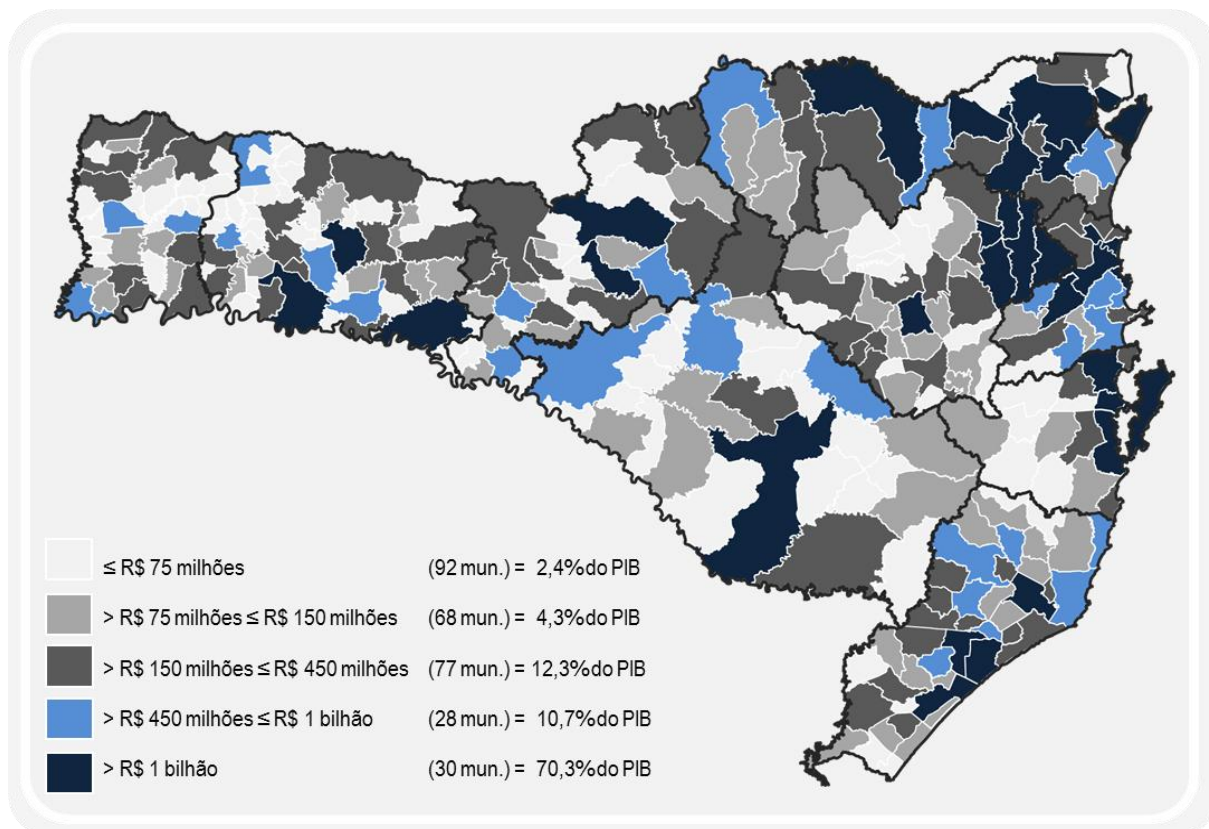 ≤ R$ 75 milhões (92 mun.) = 2,4%do PIB
> R$ 75 milhões ≤ R$ 150 milhões (68 mun.) = 4,3%do PIB
> R$ 150 milhões ≤ R$ 450 milhões (77 mun.) = 12,3%do PIB
> R$ 450 milhões ≤ R$ 1 bilhão (28 mun.) = 10,7%do PIB
> R$ 1 bilhão (30 mun.) = 70,3%do PIB